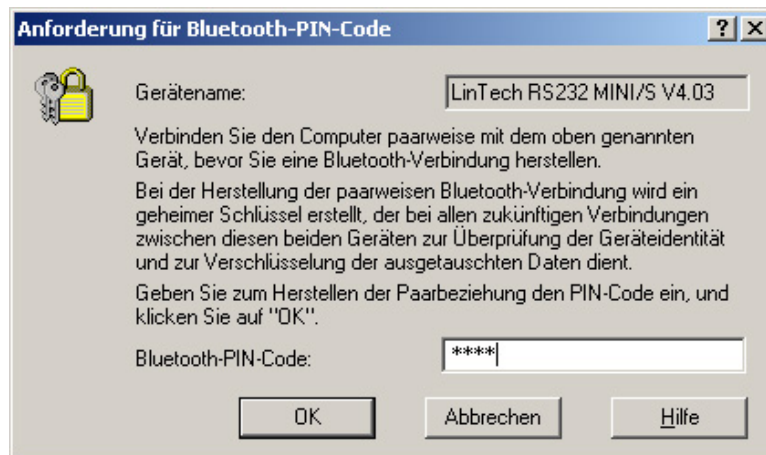 Anforderung für Bluetooth-PIN-Code
Gerätename: LinTech RS232 MINI/S V4.03
Verbinden Sie den Computer paarweise mit dem oben genannten
Gerät, bevor Sie eine Bluetooth-Verbindung herstellen.
Bei der Herstellung der paarweisen Bluetooth-Verbindung wird ein
geheimer Schlüssel erstellt, der bei allen zukünftigen Verbindungen
zwischen diesen beiden Geräten zur Überprüfung der Geräteidentität
und zur Verschlüsselung der ausgetauschten Daten dient.
Geben Sie zum Herstellen der Paarbeziehung den PIN-Code ein, und
klicken Sie auf "OK".
Bluetooth-PIN-Code: ****
OK Abbrechen Hilfe